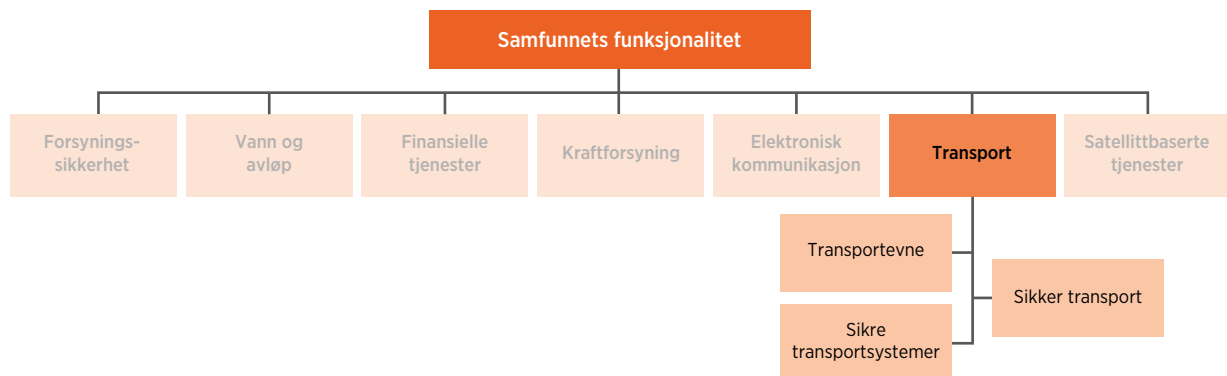 Samfunnets funksjonalitet
Forsynings-
sikkerhet
Vann og
avløp
Finansielle
tjenester
Kraftforsyning
Elektronisk
kommunikasjon
Transport
Satellittbaserte
tjenester
Transportevne
Sikker transport
Sikre
transportsystemer